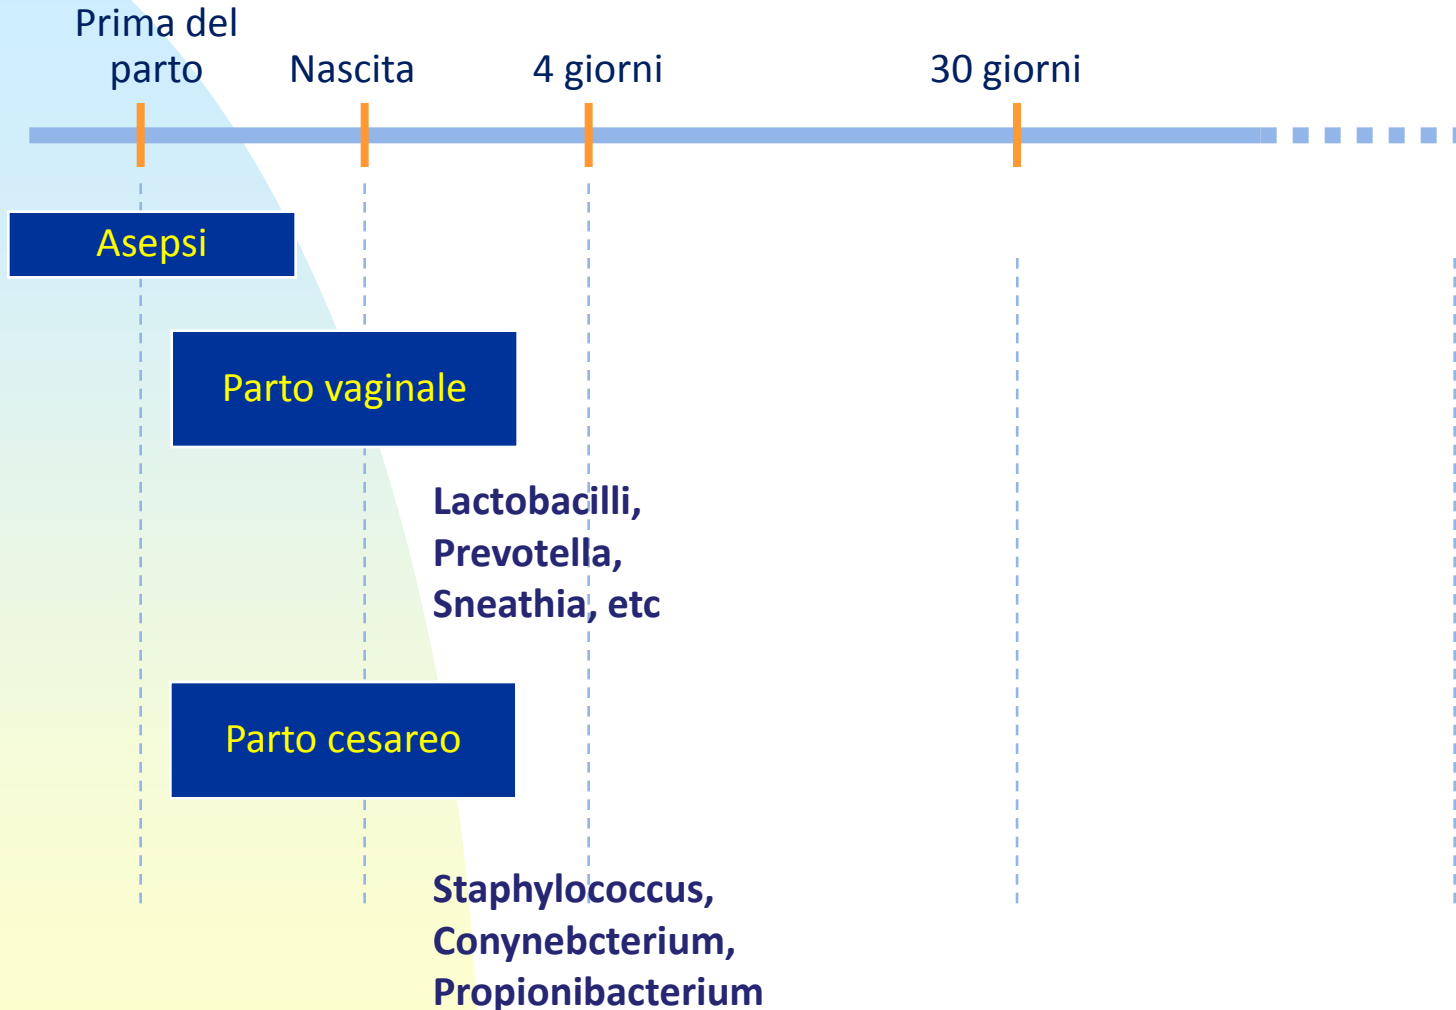 Prima del
parto
Nascita
4 giorni
30 giorni
Asepsi
Parto vaginale
Lactobacilli,
Prevotella,
Sneathia, etc
Parto cesareo
Staphylococcus,
Conynebcterium,
Propionibacterium